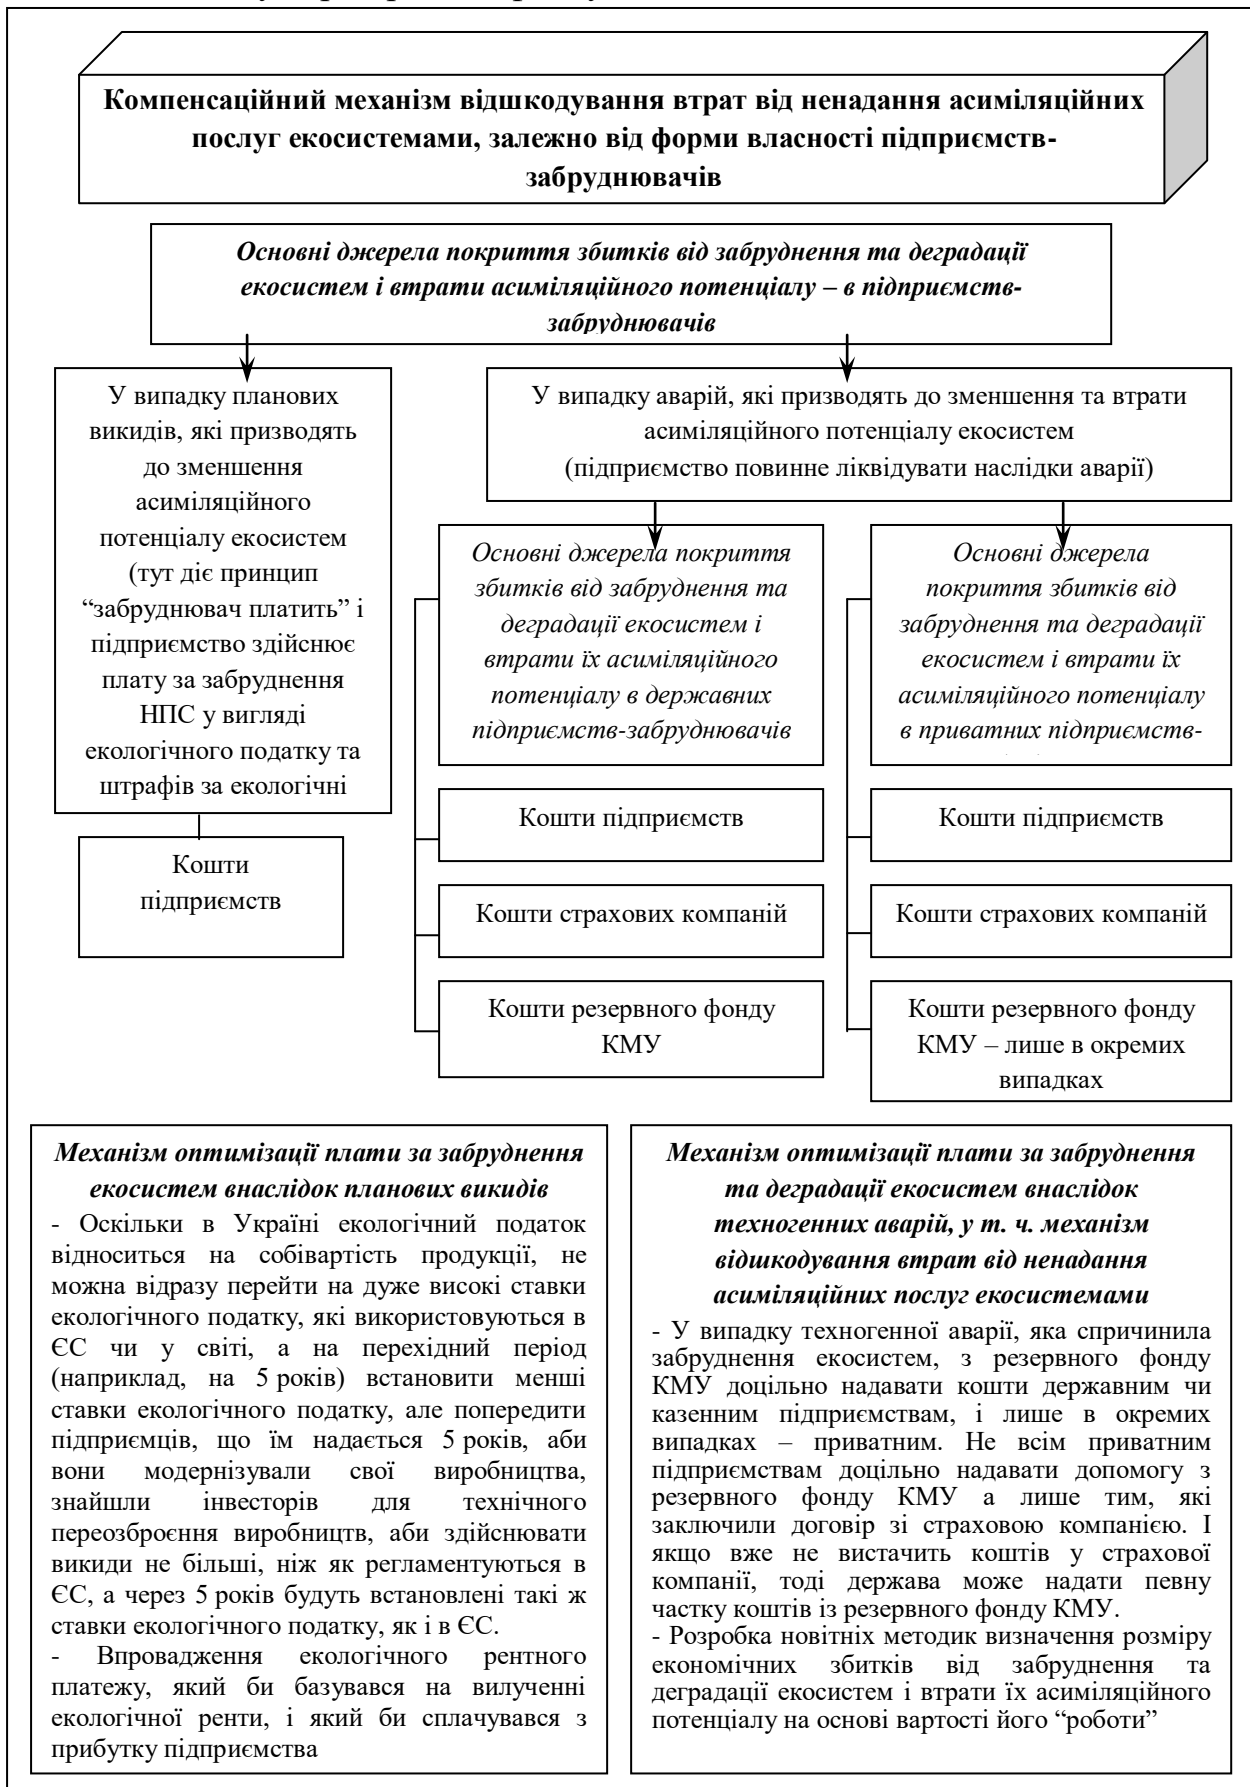 Компенсаційний механізм відшкодування втрат від ненадання асиміляційних
послуг екосистемами, залежно від форми власності підприємств-
забруднювачів
Основні джерела покриття збитків від забруднення та деградації
екосистем і втрати асиміляційного потенціалу – в підприємств-
забруднювачів
У випадку планових
викидів, які призводять
до зменшення
асиміляційного
потенціалу екосистем
(тут діє принцип
“забруднювач платить” і
підприємство здійснює
плату за забруднення
НПС у вигляді
екологічного податку та
штрафів за екологічні
Кошти
підприємств
У випадку аварій, які призводять до зменшення та втрати
асиміляційного потенціалу екосистем
(підприємство повинне ліквідувати наслідки аварії)
Основні джерела покриття
збитків від забруднення та
деградації екосистем і
втрати їх асиміляційного
потенціалу в державних
підприємств-забруднювачів
Кошти підприємств
Кошти страхових компаній
Кошти резервного фонду
КМУ
Основні джерела
покриття збитків від
забруднення та деградації
екосистем і втрати їх
асиміляційного потенціалу
в приватних підприємств-
Кошти підприємств
Кошти страхових компаній
Кошти резервного фонду
КМУ – лише в окремих
випадках
Механізм оптимізації плати за забруднення
екосистем внаслідок планових викидів
- Оскільки в Україні екологічний податок
відноситься на собівартість продукції, не
можна відразу перейти на дуже високі ставки
екологічного податку, які використовуються в
ЄС чи у світі, а на перехідний період
(наприклад, на 5 років) встановити менші
ставки екологічного податку, але попередити
підприємців, що їм надається 5 років, аби
вони модернізували свої виробництва,
знайшли інвесторів для технічного
переозброєння виробництв, аби здійснювати
викиди не більші, ніж як регламентуються в
ЄС, а через 5 років будуть встановлені такі ж
ставки екологічного податку, як і в ЄС.
- Впровадження екологічного рентного
платежу, який би базувався на вилученні
екологічної ренти, і який би сплачувався з
прибутку підприємства
Механізм оптимізації плати за забруднення
та деградації екосистем внаслідок
техногенних аварій, у т. ч. механізм
відшкодування втрат від ненадання
асиміляційних послуг екосистемами
- У випадку техногенної аварії, яка спричинила
забруднення екосистем, з резервного фонду
КМУ доцільно надавати кошти державним чи
казенним підприємствам, і лише в окремих
випадках – приватним. Не всім приватним
підприємствам доцільно надавати допомогу з
резервного фонду КМУ а лише тим, які
заключили договір зі страховою компанією. І
якщо вже не вистачить коштів у страхової
компанії, тоді держава може надати певну
частку коштів із резервного фонду КМУ.
- Розробка новітніх методик визначення розміру
економічних збитків від забруднення та
деградації екосистем і втрати їх асиміляційного
потенціалу на основі вартості його “роботи”